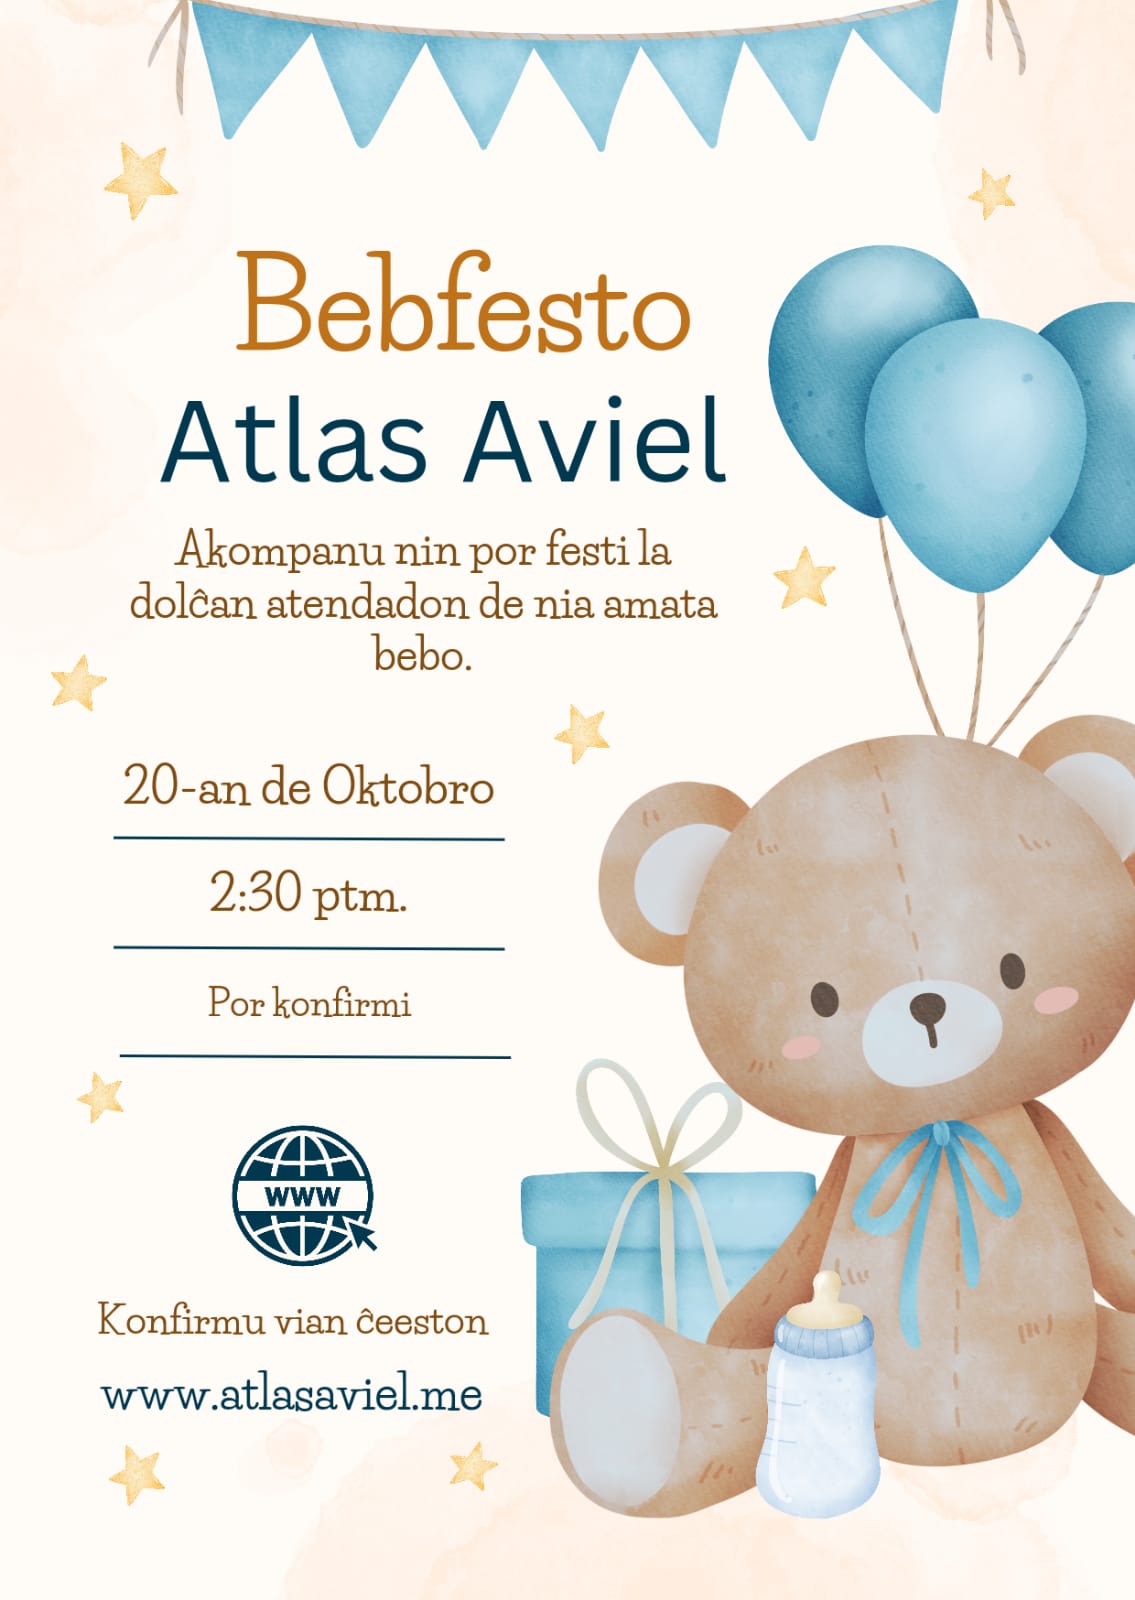 Bebfesto
Atlas Aviel
Akompanu nin por festi la
dolĉan atendadon de nia amata
bebo.
20-an de Oktobro
2:30 ptm.
Por konfirmi
www
Konfirmu vian ĉeeston
www.atlasaviel.me